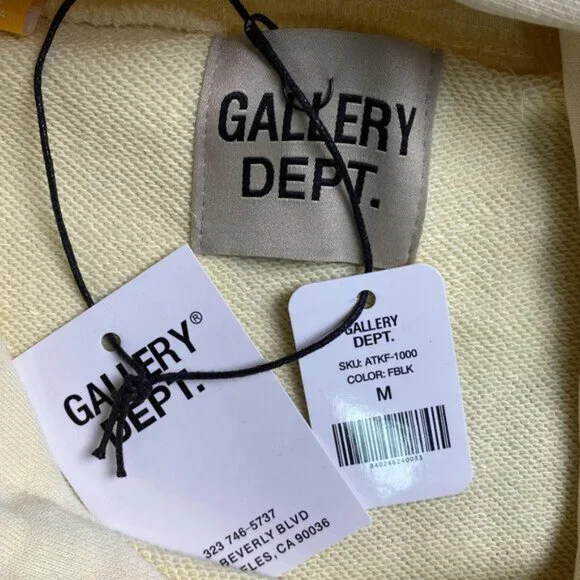 GALLERY
DEPT.
GALLERY®
DEPT.
323 746-5737
BEVERLY BLVD
ELES, CA 90036
GALLERY
DEPT.
SKU: ATKF-1000
COLOR: FBLK
M
840246240033